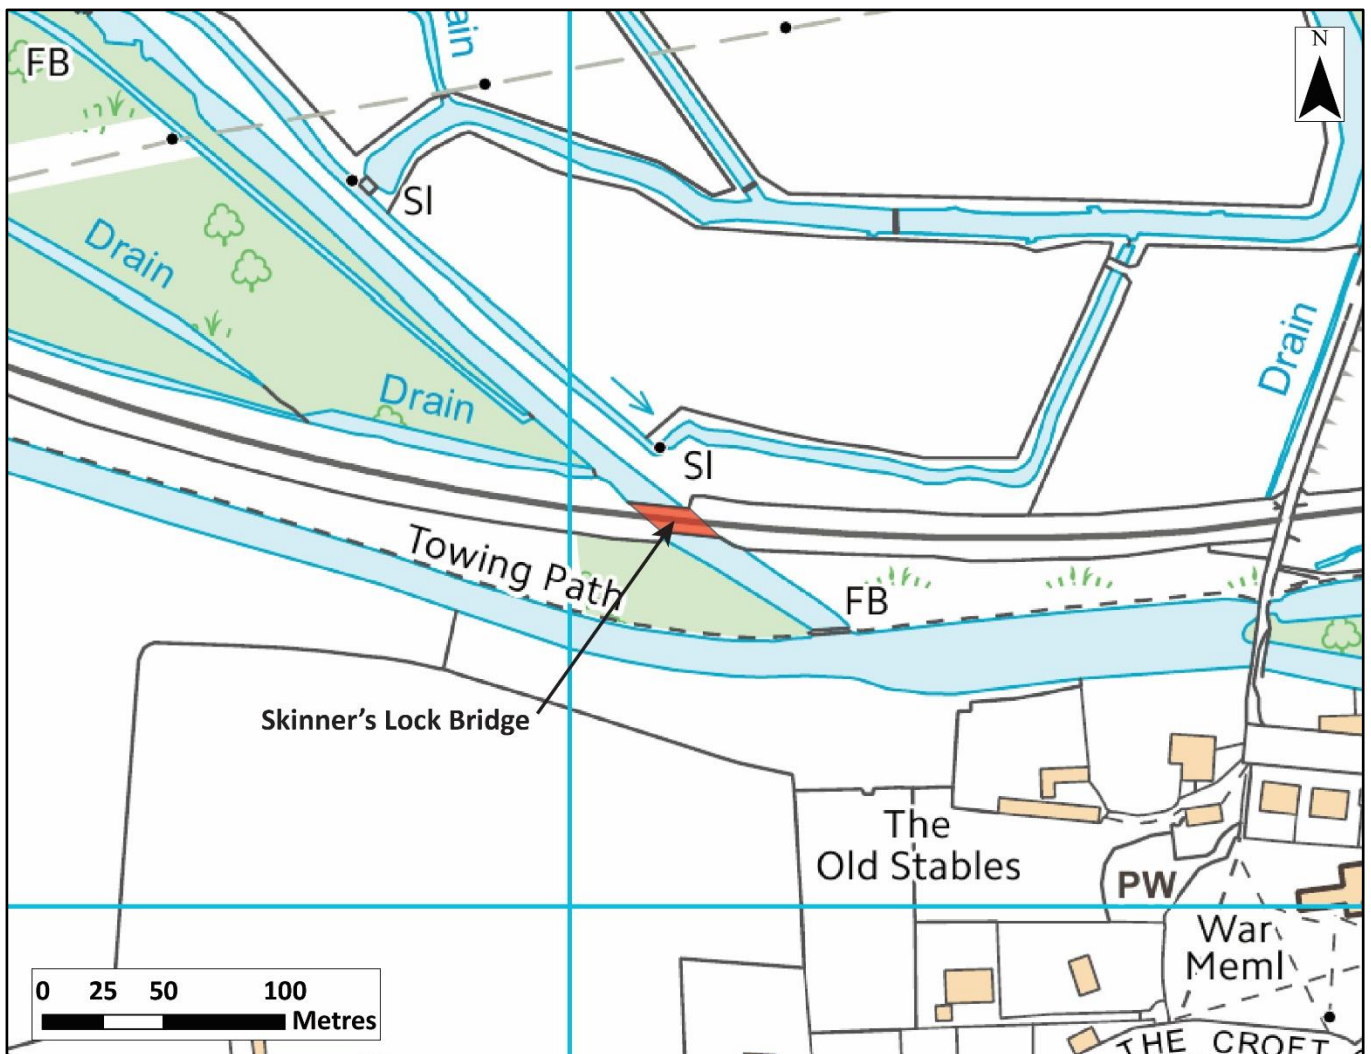 FB
ain
N
Sl
Drain
Drain
Drain
Sl
Towing Path
FB
Skinner’s Lock Bridge
The
Old Stables
PW
War
Meml
0 25 50 100
Metres
THE CROFT